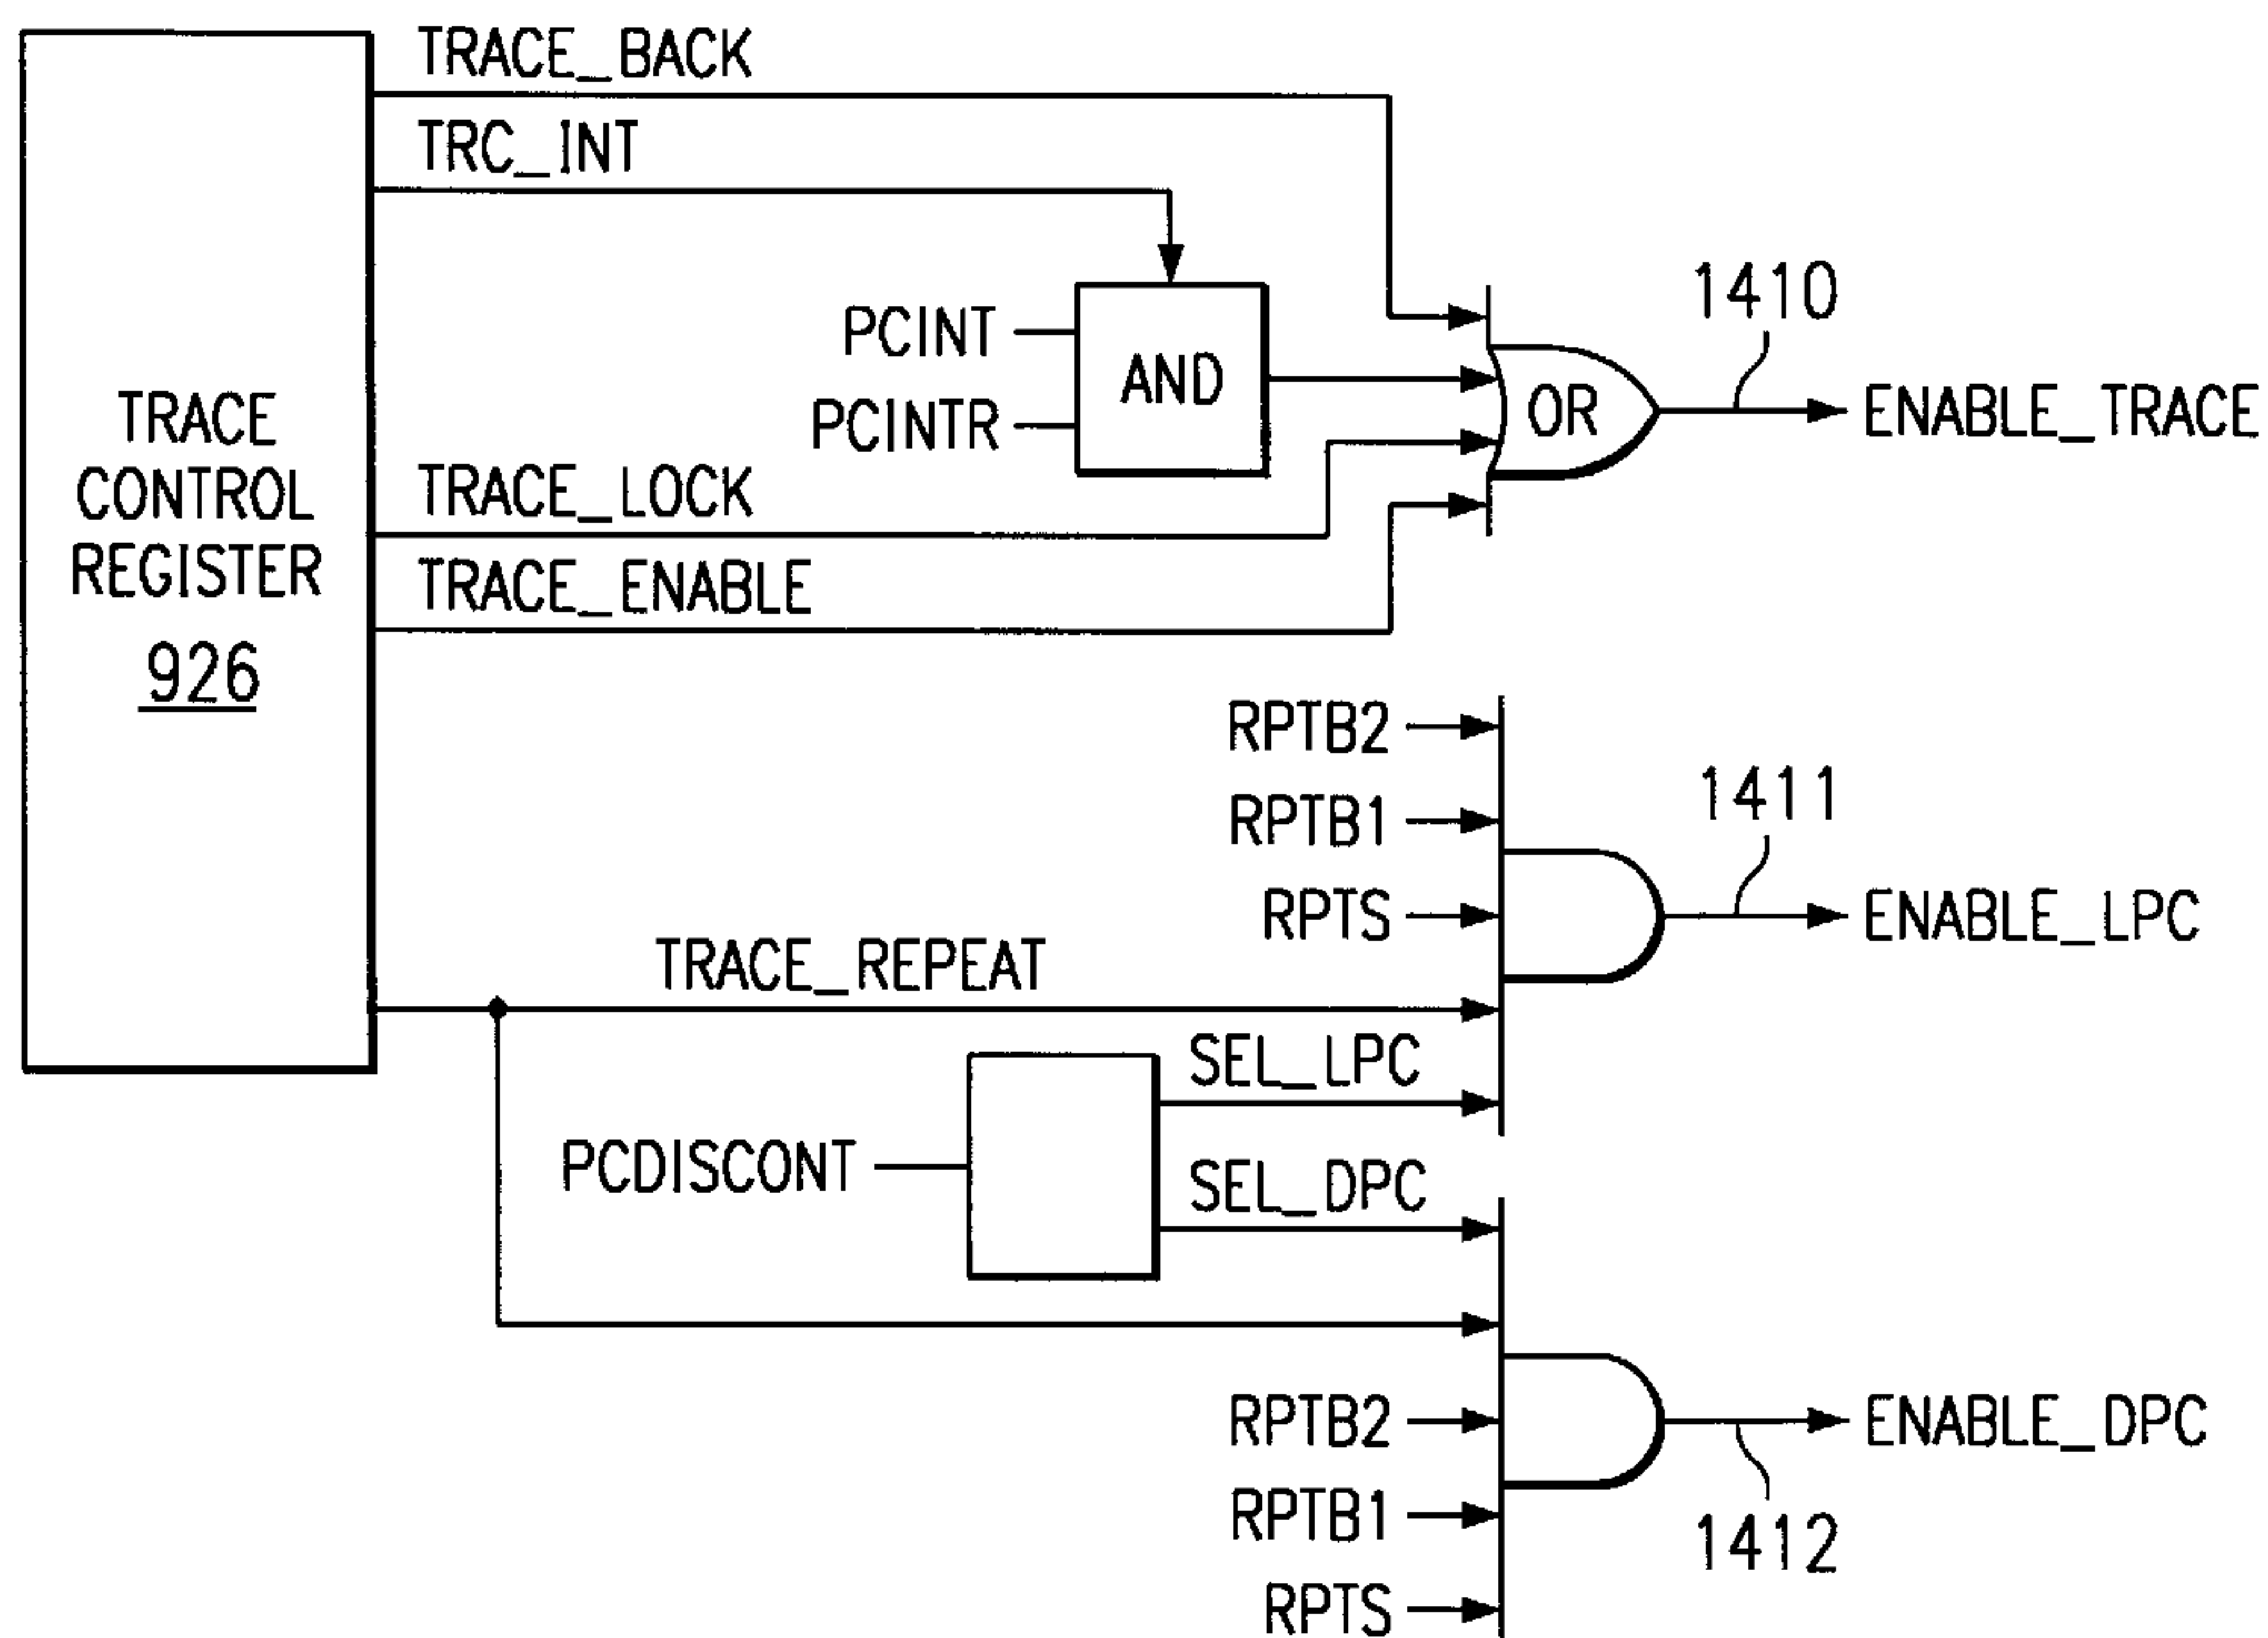 TRACE_BACK
TRC_INT
PCINT
PCINTR
AND
OR
1410
ENABLE_TRACE
TRACE
CONTROL
REGISTER
926
TRACE_LOCK
TRACE_ENABLE
RPTB2
RPTB1
RPTS
TRACE_REPEAT
1411
ENABLE_LPC
SEL_LPC
PCDISCONT
SEL_DPC
RPTB2
RPTB1
RPTS
ENABLE_DPC
1412